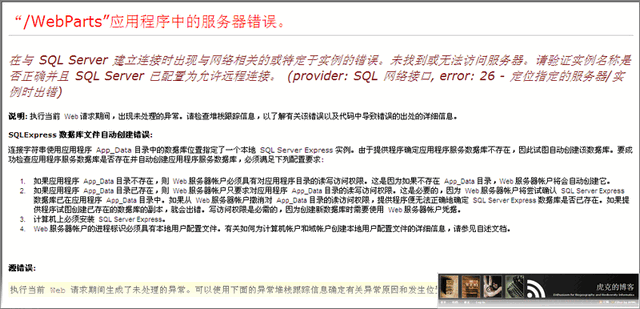 “/WebParts”应用程序中的服务器错误。
在与 SQL Server 建立连接时出现与网络相关的或特定于实例的错误。未找到或无法访问服务器。请验证实例名称是
否正确并且 SQL Server 已配置为允许远程连接。 (provider: SQL 网络接口, error: 26 - 定位指定的服务器/实
例时出错)
说明: 执行当前 Web 请求期间，出现未处理的异常。请检查堆栈跟踪信息，以了解有关该错误以及代码中导致错误的出处的详细信息。
SQLExpress 数据库文件自动创建错误:
连接字符串使用应用程序 App_Data 目录中的数据库位置指定了一个本地 SQL Server Express 实例。由于提供程序确定应用程序服务数据库不存在，因此试图自动创建该数据库。要成
功检查应用程序服务数据库是否存在并自动创建应用程序服务数据库，必须满足下列配置要求:
1. 如果应用程序 App_Data 目录不存在，则 Web 服务器帐户必须具有对应用程序目录的读写访问权限。这是因为如果不存在 App_Data 目录，Web 服务器帐户将会自动创建它。
2. 如果应用程序 App_Data 目录已存在，则 Web 服务器帐户只要求对应用程序 App_Data 目录的读写访问权限。这是必要的，因为 Web 服务器帐户将尝试确认 SQL Server Express
数据库已在应用程序 App_Data 目录中。如果从 Web 服务器帐户撤消对 App_Data 目录的读访问权限，提供程序便无法正确地确定 SQL Server Express 数据库是否已存在。如果提
供程序试图创建已存在的数据库的副本，就会出错。写访问权限是必需的，因为创建新数据库时需要使用 Web 服务器帐户凭据。
3. 计算机上必须安装 SQL Server Express。
4. Web 服务器帐户的进程标识必须具有本地用户配置文件。有关如何为计算机帐户和域帐户创建本地用户配置文件的详细信息，请参见自述文档。
源错误:
执行当前 Web 请求期间生成了未处理的异常。可以使用下面的异常堆栈跟踪信息确定有关异常原因和发生位
虎克的博客